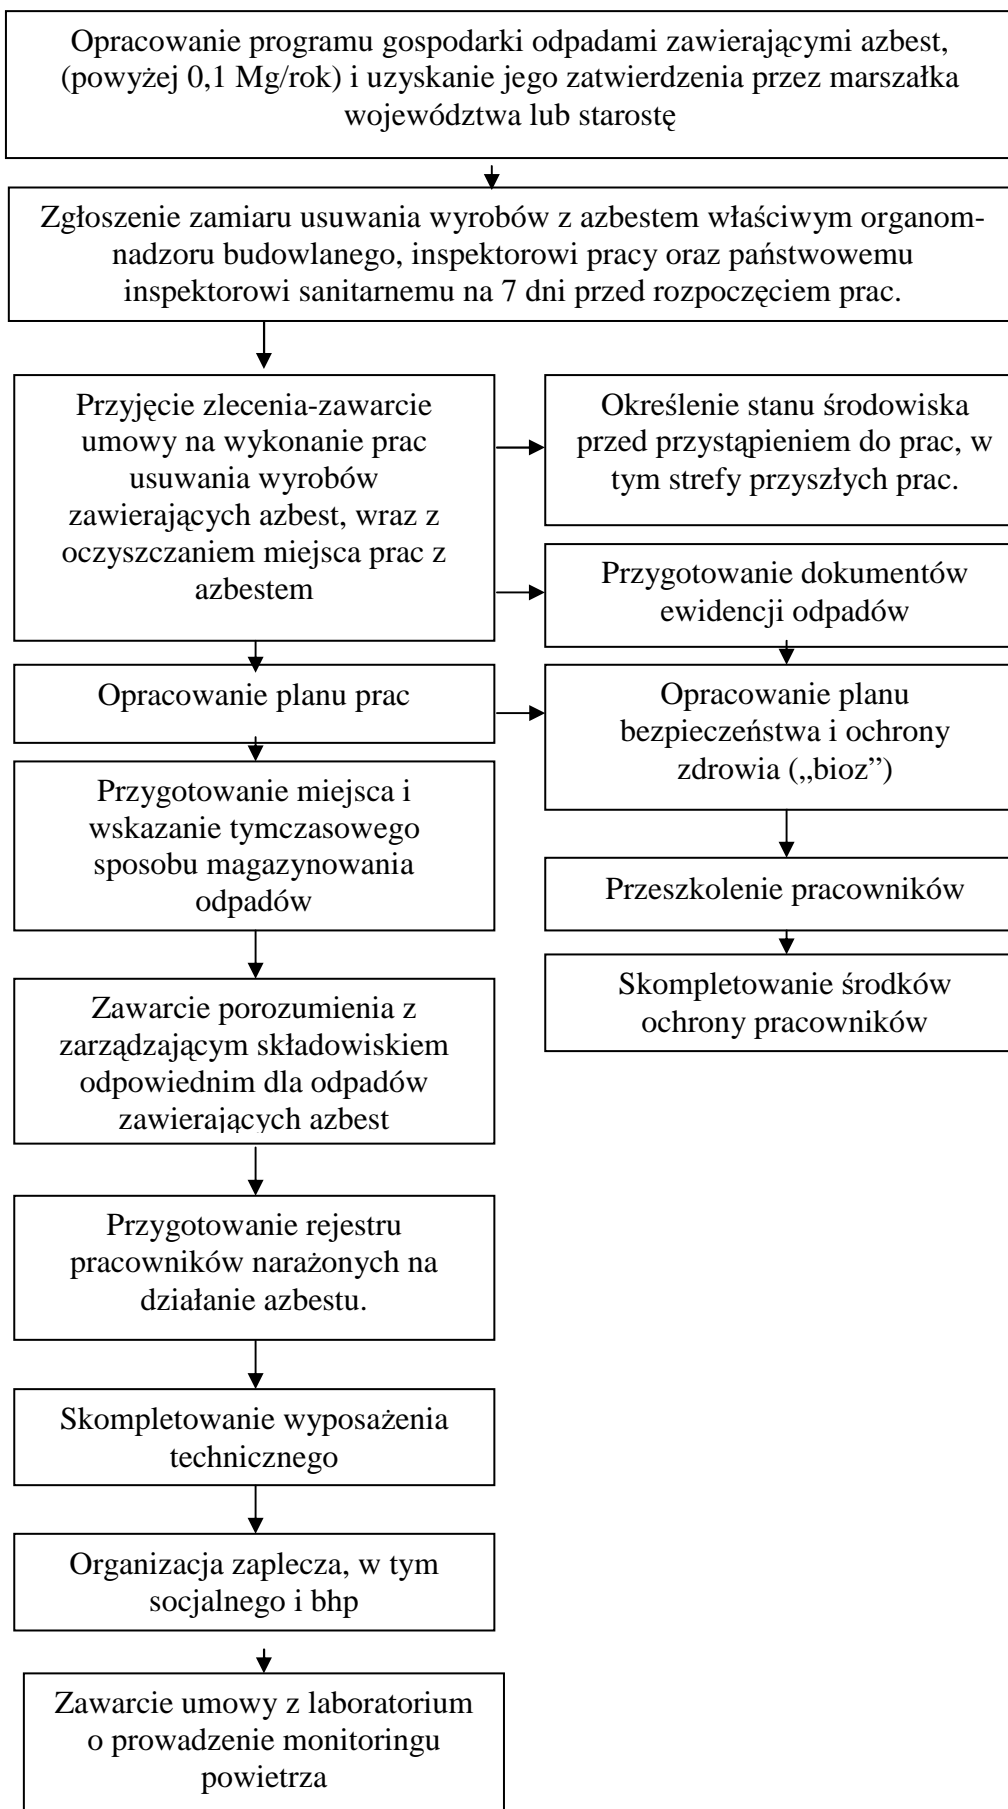 Opracowanie programu gospodarki odpadami zawierającymi azbest,
(powyżej 0,1 Mg/rok) i uzyskanie jego zatwierdzenia przez marszałka
województwa lub starostę
Zgłoszenie zamiaru usuwania wyrobów z azbestem właściwym organom-
nadzoru budowlanego, inspektorowi pracy oraz państwowemu
inspektorowi sanitarnemu na 7 dni przed rozpoczęciem prac.
Przyjęcie zlecenia-zawarcie
umowy na wykonanie prac
usuwania wyrobów
zawierających azbest, wraz z
oczyszczaniem miejsca prac z
azbestem
Określenie stanu środowiska
przed przystąpieniem do prac, w
tym strefy przyszłych prac.
Przygotowanie dokumentów
ewidencji odpadów
Opracowanie planu prac
Opracowanie planu
bezpieczeństwa i ochrony
zdrowia („bioz”)
Przygotowanie miejsca i
wskazanie tymczasowego
sposobu magazynowania
odpadów
Przeszkolenie pracowników
Skompletowanie środków
ochrony pracowników
Zawarcie porozumienia z
zarządzającym składowiskiem
odpowiednim dla odpadów
zawierających azbest
Przygotowanie rejestru
pracowników narażonych na
działanie azbestu.
Skompletowanie wyposażenia
technicznego
Organizacja zaplecza, w tym
socjalnego i bhp
Zawarcie umowy z laboratorium
o prowadzenie monitoringu
powietrza